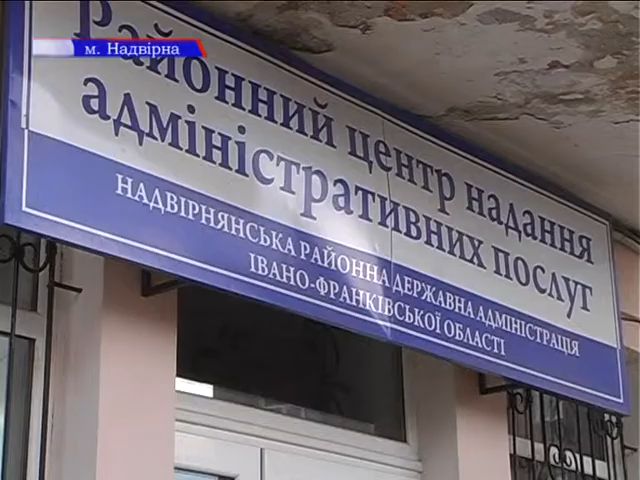 м. Надвірна
Районний центр надання
адміністративних послуг
НАДВІРНЯНСЬКА РАЙОННА ДЕРЖАВНА АДМІНІСТРАЦІЯ
ІВАНО-ФРАНКІВСЬКОЇ ОБЛАСТІ